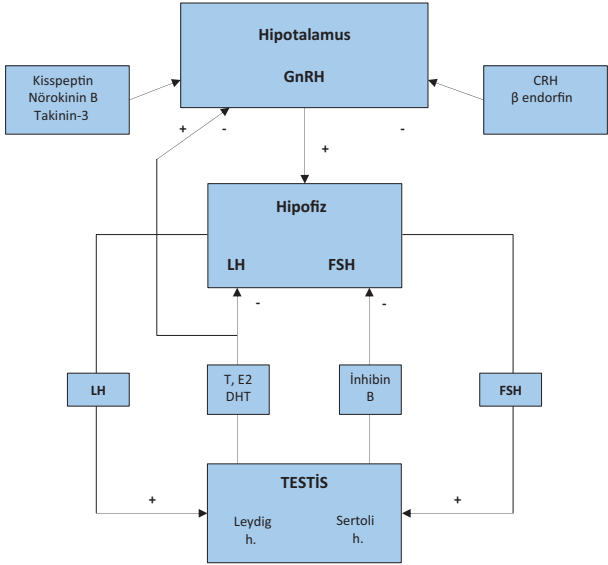 Hipotalamus
GnRH
Kisspeptin
Nörokinin B
Takinin-3
CRH
β endorfin
+
-
-
+
Hipofiz
LH
FSH
-
-
LH
T, E2
DHT
İnhibin
B
FSH
TESTİS
+
+
Leydig
h.
Sertoli
h.